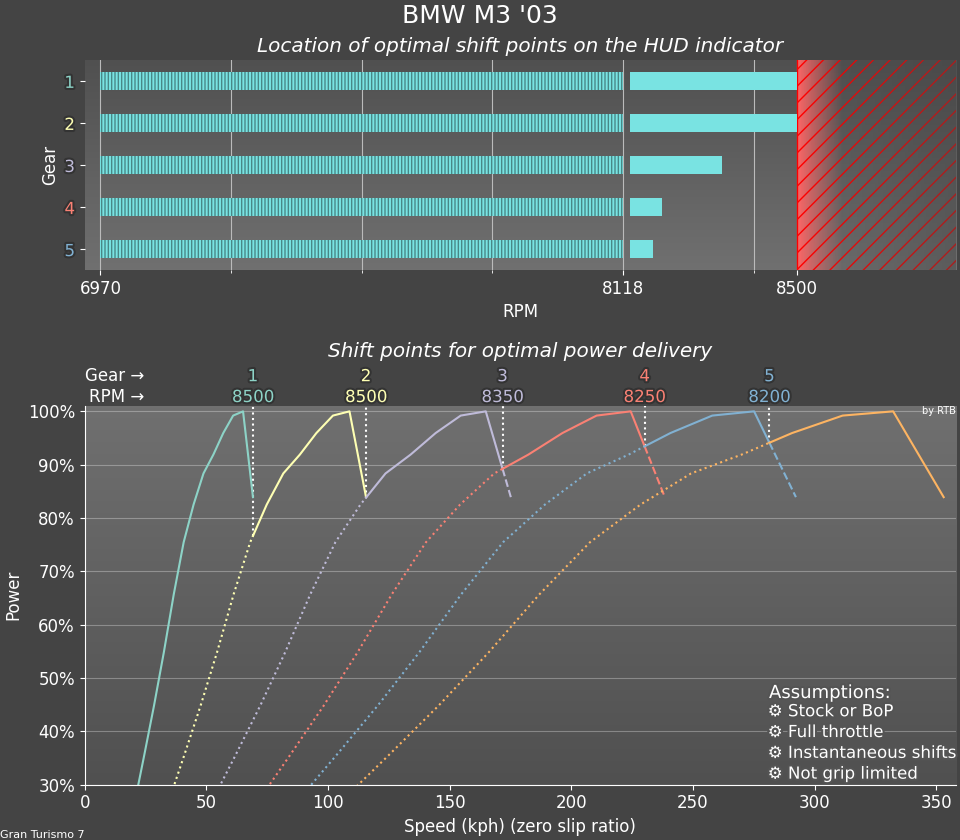 BMW M3 '03
Location of optimal shift points on the HUD indicator
Gear
1
2
3
4
5
6970 8118 8500
RPM
Shift points for optimal power delivery
Gear → 1 2 3 4 5
RPM → 8500 8500 8350 8250 8200
by RTB
Power
100%
90%
80%
70%
60%
50%
40%
30%
Assumptions:
⚙ Stock or BoP
⚙ Full throttle
⚙ Instantaneous shifts
⚙ Not grip limited
0 50 100 150 200 250 300 350
Speed (kph) (zero slip ratio)
Gran Turismo 7